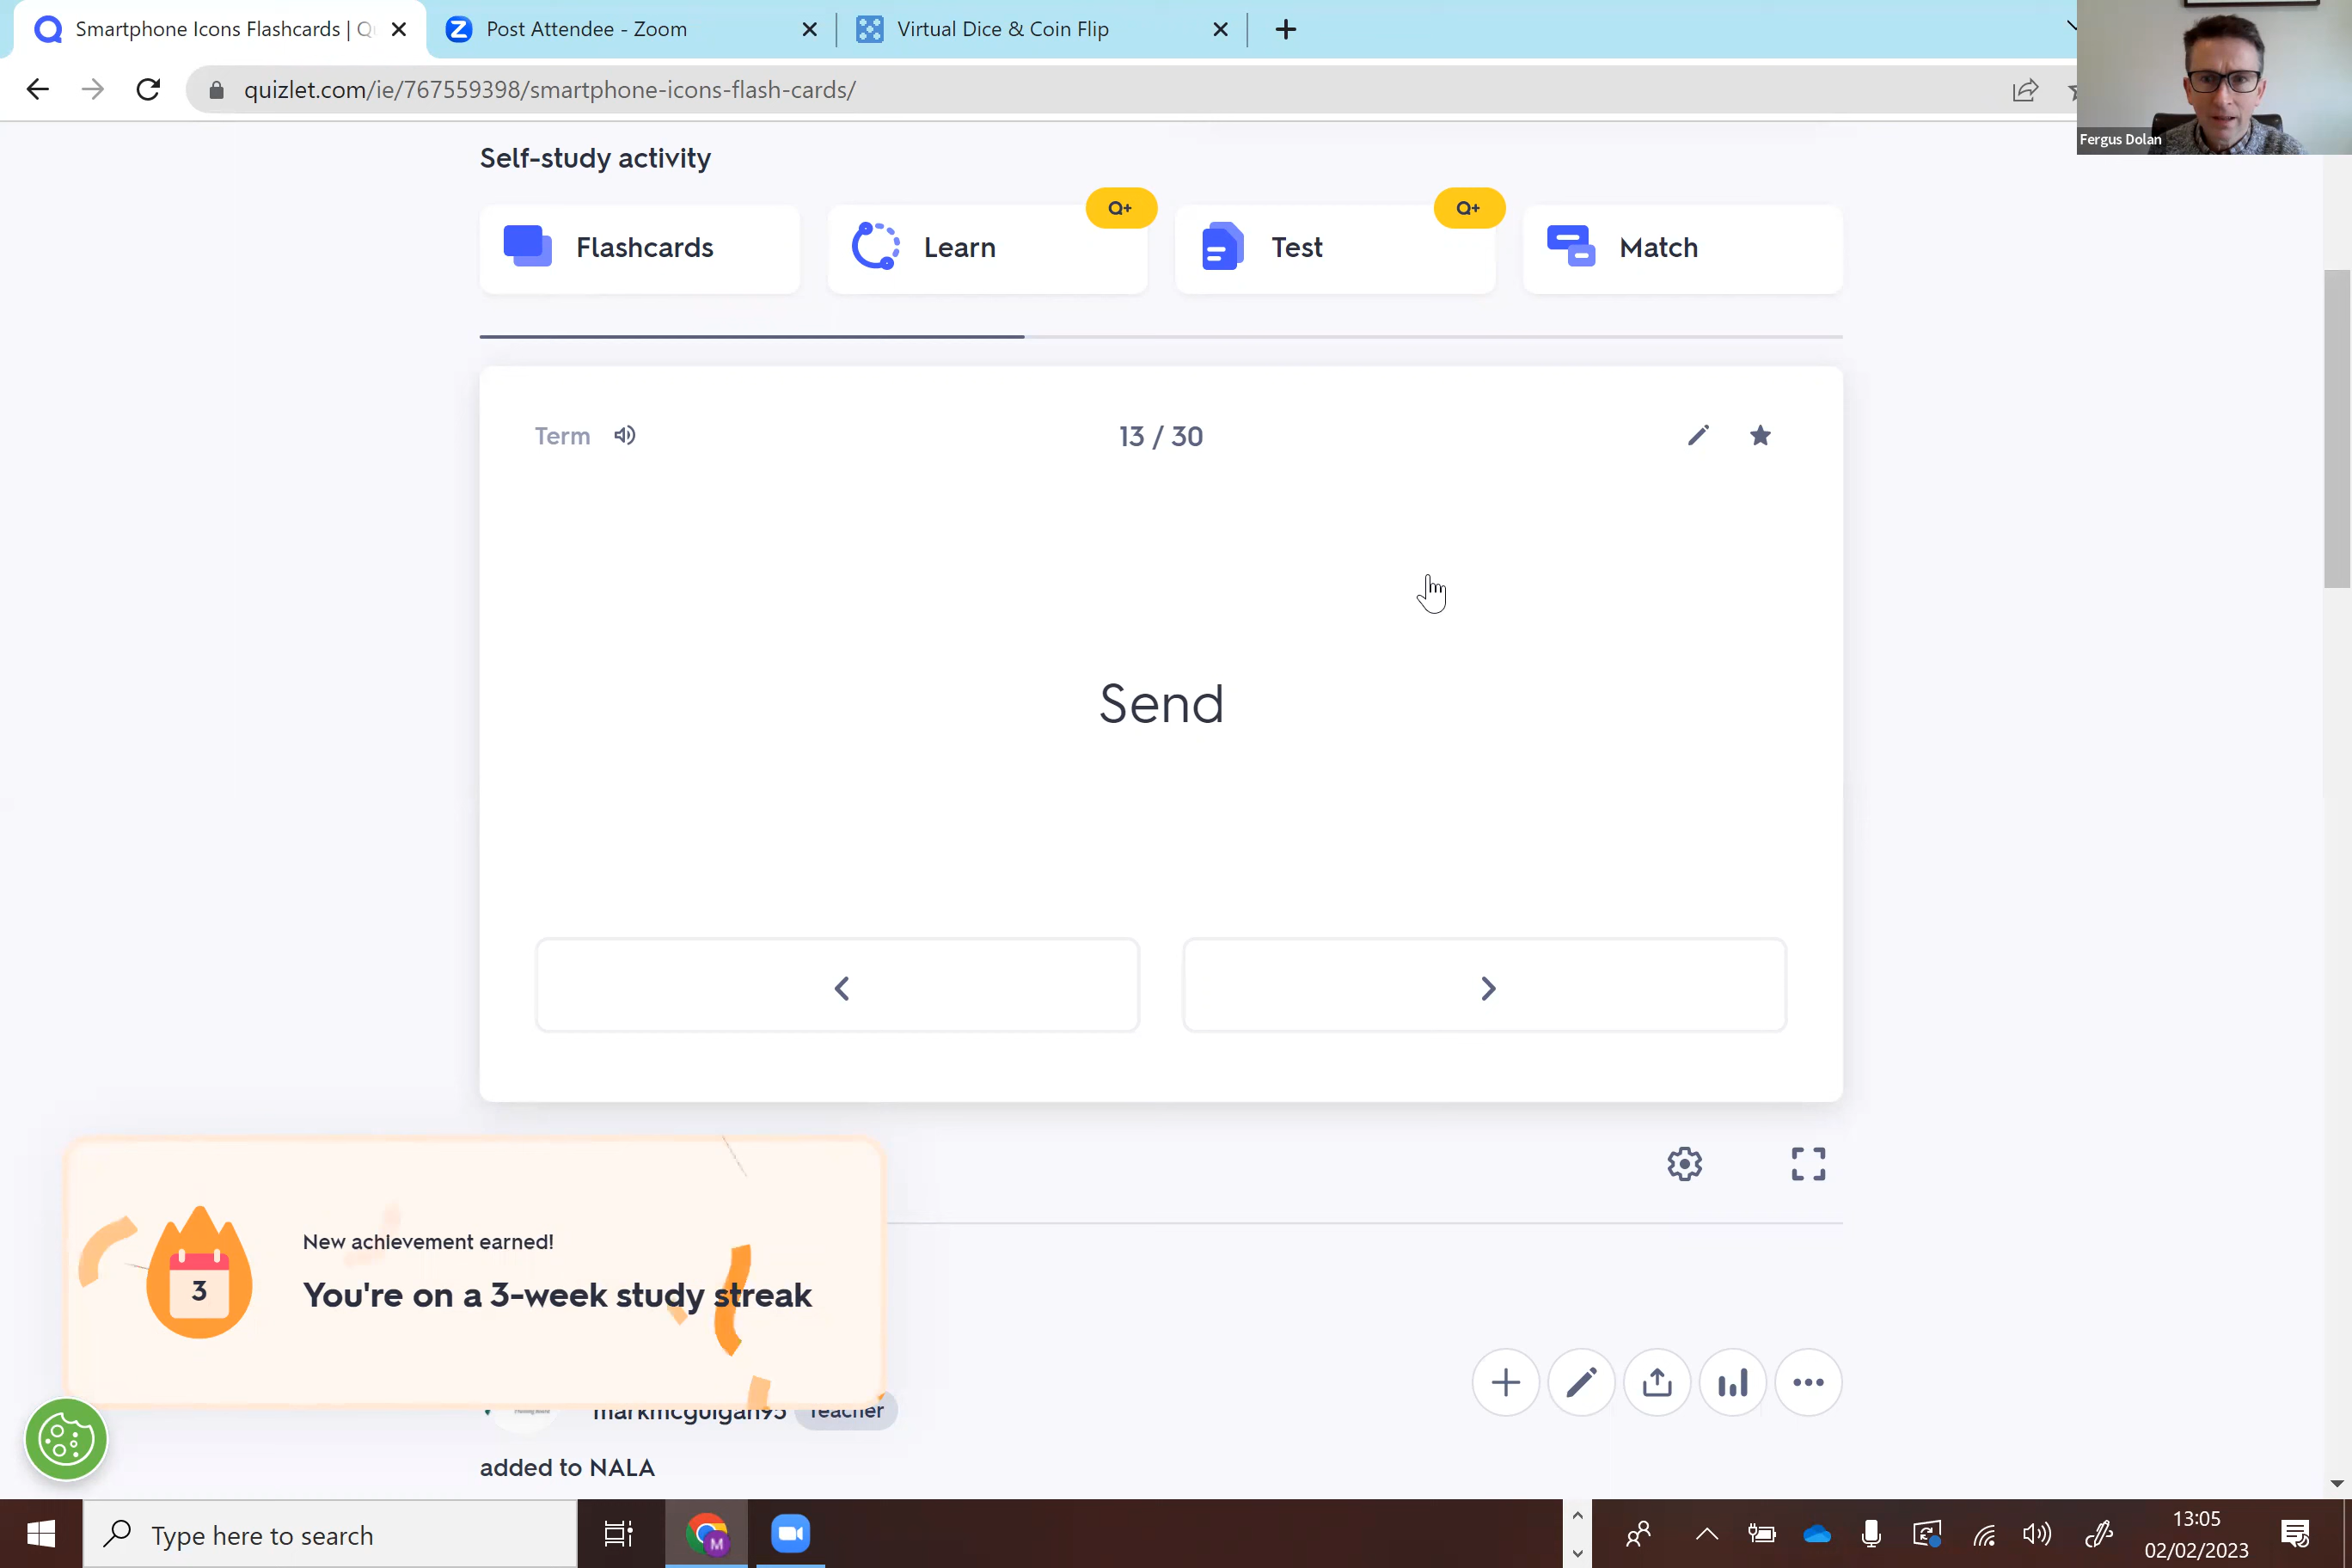 Smartphone Icons Flashcards | Q
Post Attendee - Zoom
Virtual Dice & Coin Flip
quizlet.com/ie/767559398/smartphone-icons-flash-cards/
Fergus Dolan
Self-study activity
Flashcards
Learn
Q+
Test
Q+
Match
Term
13 / 30
Send
New achievement earned!
3
You're on a 3-week study streak
markmcguigan95
Teacher
added to NALA
Type here to search
M
13:05
02/02/2023